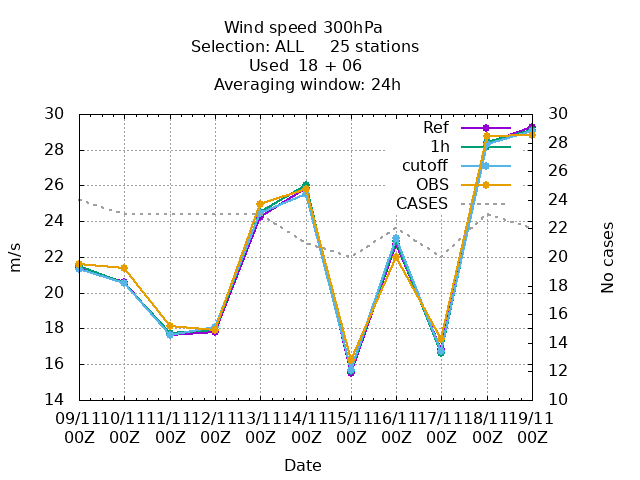 Wind speed 300hPa
Selection: ALL     25 stations
Used  18 + 06
Averaging window: 24h
30
28
26
24
22
20
18
16
14
30
28
26
24
22
20
18
16
14
12
10
m/s
No cases
Ref
1h
cutoff
OBS
CASES
09/11 10/11 11/11 12/11 13/11 14/11 15/11 16/11 17/11 18/11 19/11
00Z 00Z 00Z 00Z 00Z 00Z 00Z 00Z 00Z 00Z 00Z
Date